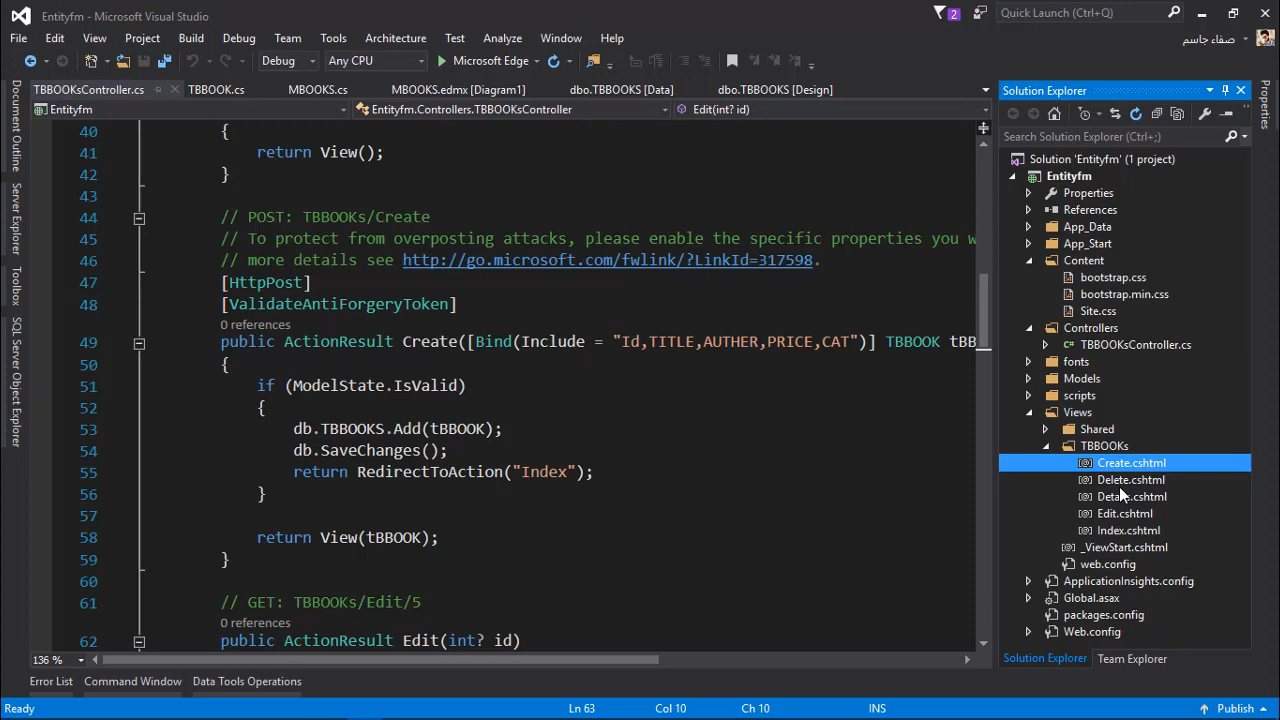 Entityfm - Microsoft Visual Studio
2
Quick Launch (Ctrl+Q)
File Edit View Project Build Debug Team Tools Architecture Test Analyze Window Help
صفاء جاسم
Debug Any CPU Microsoft Edge
TBBOOKsController.cs TBBOOK.cs MBOOKS.cs MBOOKS.edmx [Diagram1] dbo.TBBOOKS [Data] dbo.TBBOOKS [Design]
Entityfm Entityfm.Controllers.TBBOOKsController Edit(int? id)
Document Outline
Server Explorer
Toolbox
SQL Server Object Explorer
40 {
41 return View();
42 }
43
44 // POST: TBBOOKs/Create
45 // To protect from overposting attacks, please enable the specific properties you w
46 // more details see http://go.microsoft.com/fwlink/?LinkId=317598.
47 [HttpPost]
48 [ValidateAntiForgeryToken]
0 references
49 public ActionResult Create([Bind(Include = "Id,TITLE,AUTHER,PRICE,CAT")] TBBOOK tBB
50 {
51 if (ModelState.IsValid)
52 {
53 db.TBBOOKS.Add(tBBOOK);
54 db.SaveChanges();
55 return RedirectToAction("Index");
56 }
57
58 return View(tBBOOK);
59 }
60
61 // GET: TBBOOKs/Edit/5
0 references
62 public ActionResult Edit(int? id)
136 %
Solution Explorer
Search Solution Explorer (Ctrl+;)
Solution 'Entityfm' (1 project)
Entityfm
Properties
References
App_Data
App_Start
Content
bootstrap.css
bootstrap.min.css
Site.css
Controllers
C# TBBOOKsController.cs
fonts
Models
scripts
Views
Shared
TBBOOKs
[@] Create.cshtml
[@] Delete.cshtml
[@] Details.cshtml
[@] Edit.cshtml
[@] Index.cshtml
[@] _ViewStart.cshtml
web.config
ApplicationInsights.config
Global.asax
packages.config
Web.config
Solution Explorer Team Explorer
Properties
Error List Command Window Data Tools Operations
Ready Ln 63 Col 10 Ch 10 INS Publish